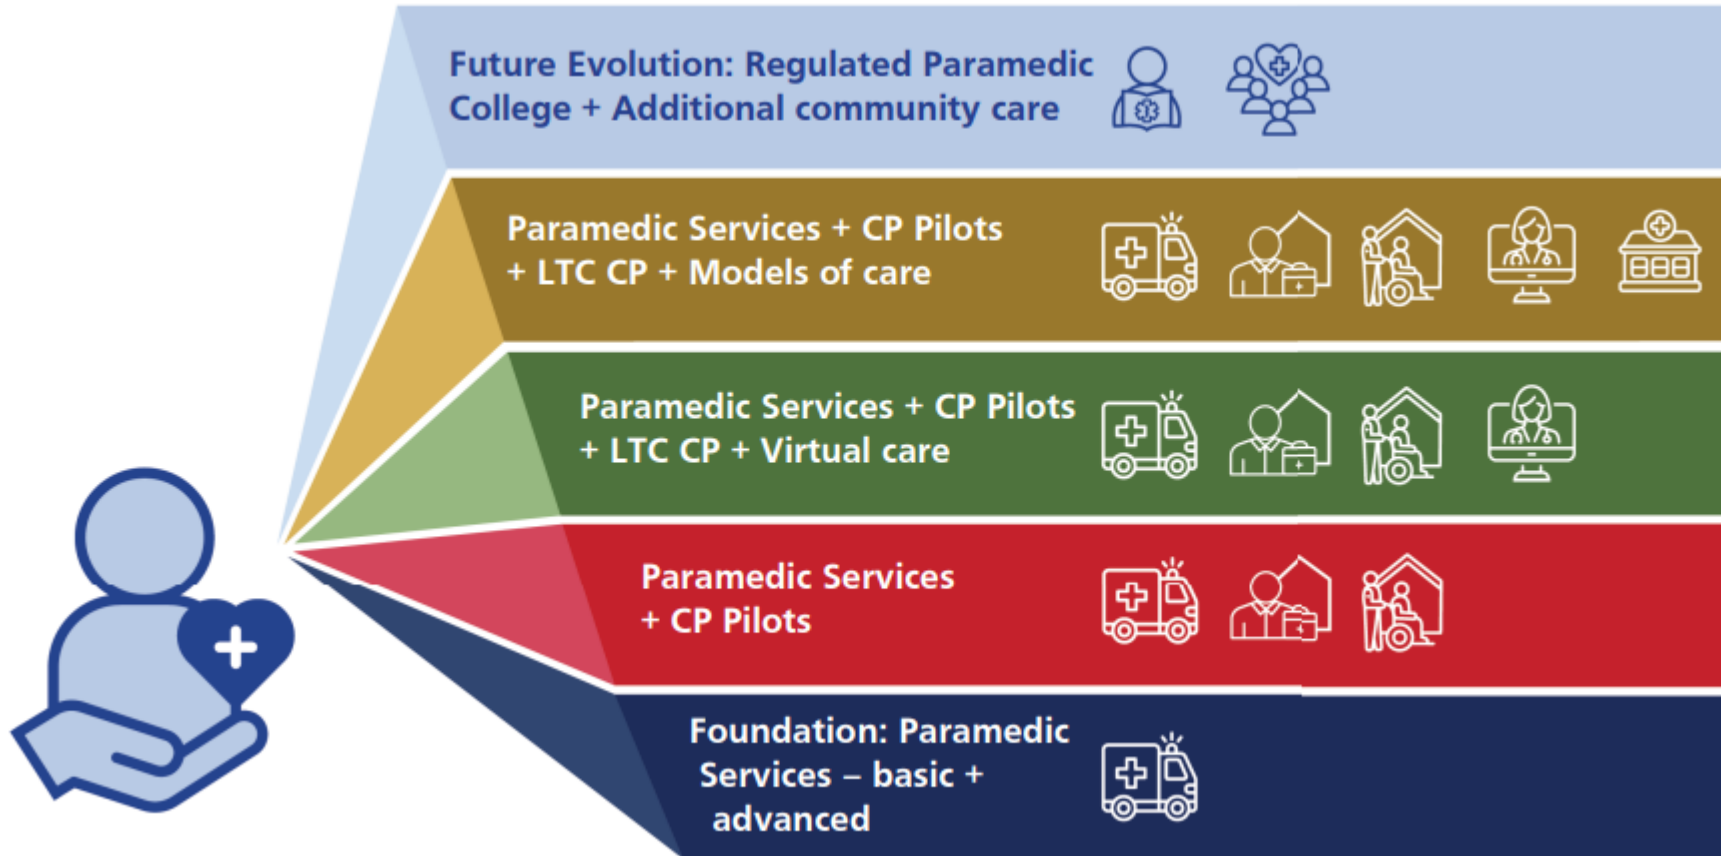 Future Evolution: Regulated Paramedic
College + Additional community care
Paramedic Services + CP Pilots
+ LTC CP + Models of care
Paramedic Services + CP Pilots
+ LTC CP + Virtual care
Paramedic Services
+ CP Pilots
Foundation: Paramedic
Services – basic +
advanced